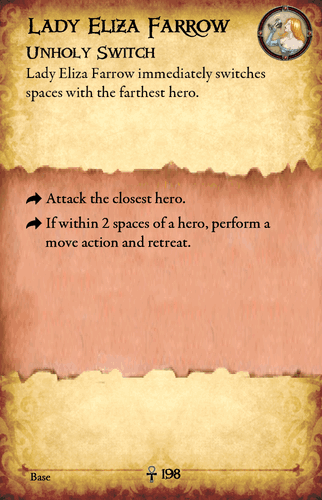 Lady Eliza Farrow
Unholy Switch
Lady Eliza Farrow immediately switches
spaces with the farthest hero.
Attack the closest hero.
If within 2 spaces of a hero, perform a
move action and retreat.
Base
198